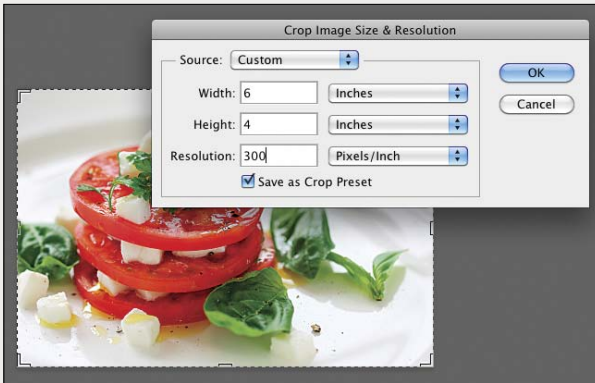 Crop Image Size & Resolution
Source: Custom
OK
Width: 6 Inches
Cancel
Height: 4 Inches
Resolution: 300 Pixels/Inch
Save as Crop Preset